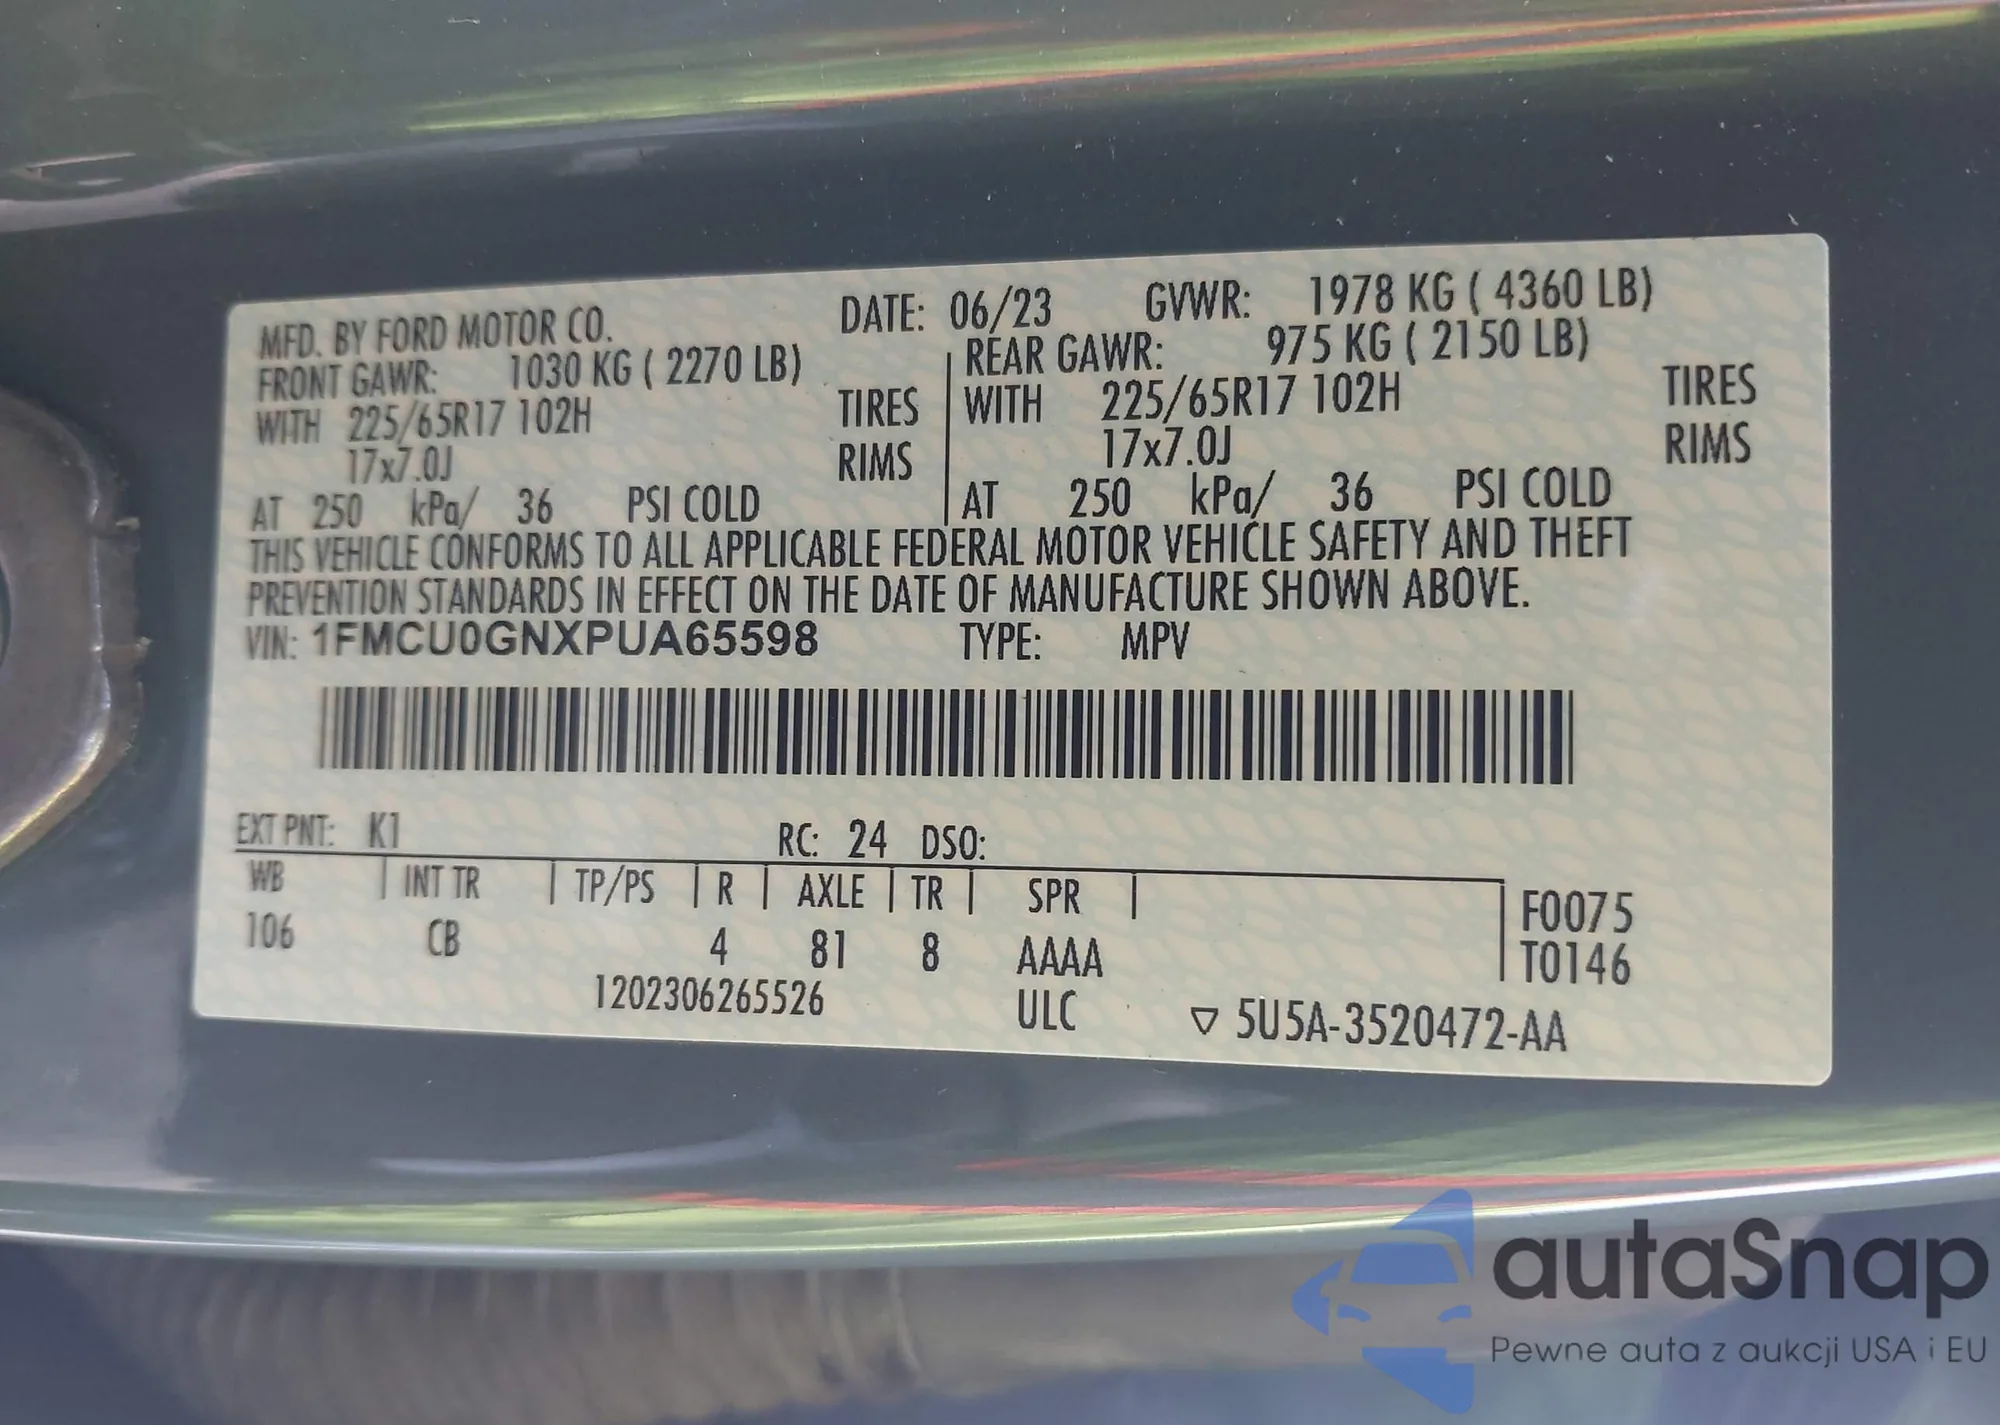 MFD. BY FORD MOTOR CO. DATE: 06/23 GVWR: 1978 KG ( 4360 LB)
FRONT GAWR: 1030 KG ( 2270 LB) REAR GAWR: 975 KG ( 2150 LB)
WITH 225/65R17 102H TIRES WITH 225/65R17 102H TIRES
17x7.0J RIMS 17x7.0J RIMS
AT 250 kPa/ 36 PSI COLD AT 250 kPa/ 36 PSI COLD
THIS VEHICLE CONFORMS TO ALL APPLICABLE FEDERAL MOTOR VEHICLE SAFETY AND THEFT
PREVENTION STANDARDS IN EFFECT ON THE DATE OF MANUFACTURE SHOWN ABOVE.
VIN: 1FMCU0GNXPUA65598 TYPE: MPV
EXT PNT: K1 RC: 24 DSO:
WB INT TR TP/PS R AXLE TR SPR F0075
106 CB 4 81 8 AAAA T0146
1202306265526 ULC ▽ 5U5A-3520472-AA
autaSnap
Pewne auta z aukcji USA i EU